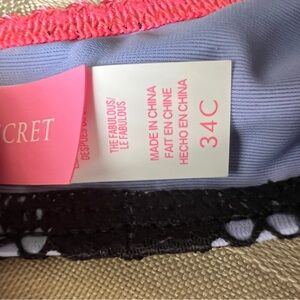 CRET
THE FABULOUS/
LE FABULOUS
MADE IN CHINA
FAIT EN CHINE
HECHO EN CHINA
34C